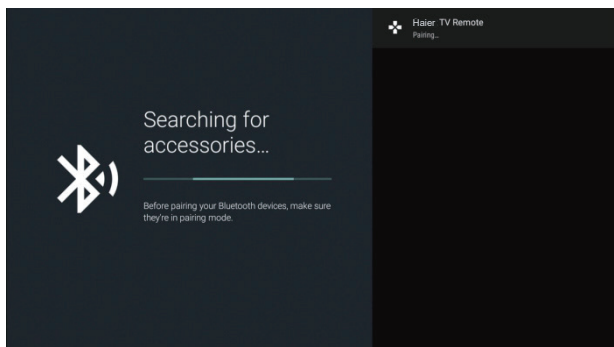 Searching for
accessories...
Before pairing your Bluetooth devices, make sure
they're in pairing mode.
Haier TV Remote
Pairing...